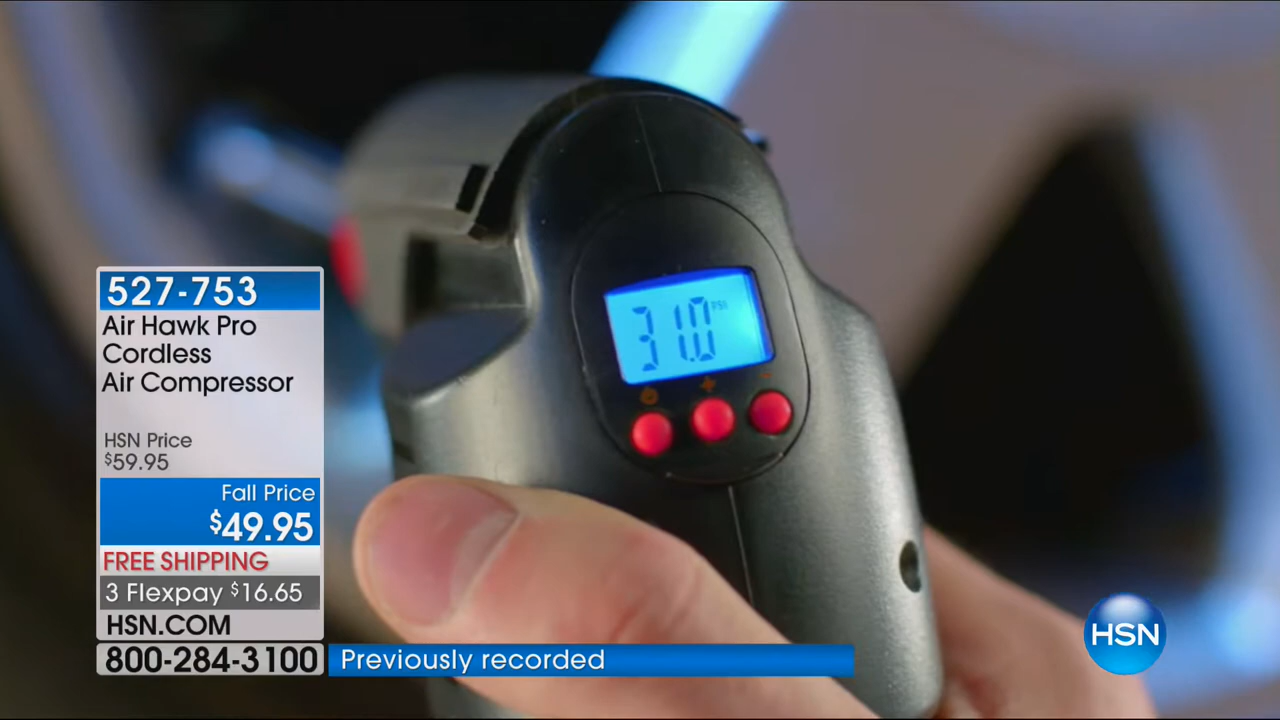 527-753
Air Hawk Pro
Cordless
Air Compressor
HSN Price
$59.95
Fall Price
$49.95
FREE SHIPPING
3 Flexpay $16.65
HSN.COM
800-284-3100
Previously recorded
31.0 PSI
+
-
HSN